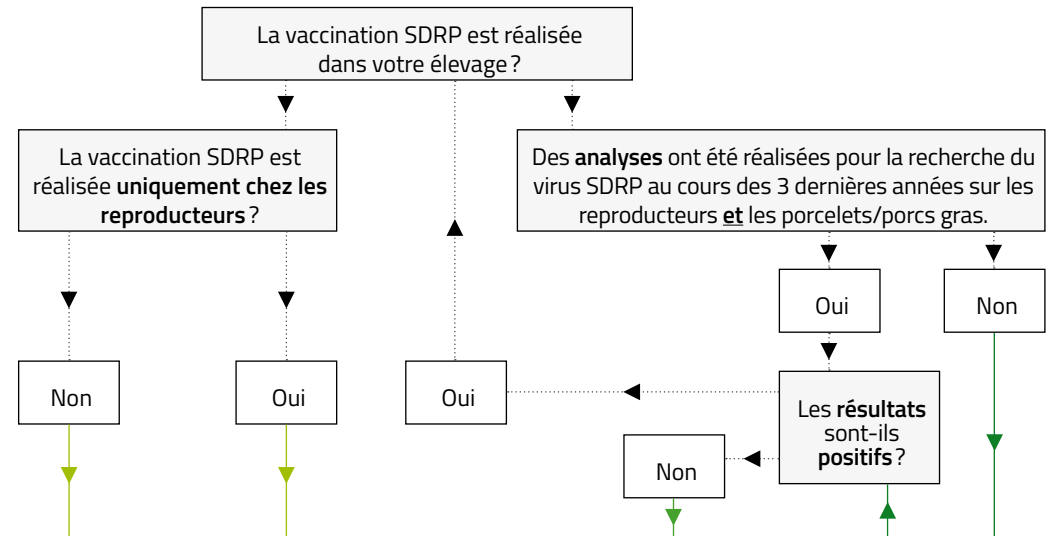 La vaccination SDRP est réalisée
dans votre élevage ?
La vaccination SDRP est
réalisée uniquement chez les
reproducteurs ?
Des analyses ont été réalisées pour la recherche du
virus SDRP au cours des 3 dernières années sur les
reproducteurs et les porcelets/porcs gras.
Oui
Non
Non
Oui
Oui
Les résultats
sont-ils
positifs ?
Non